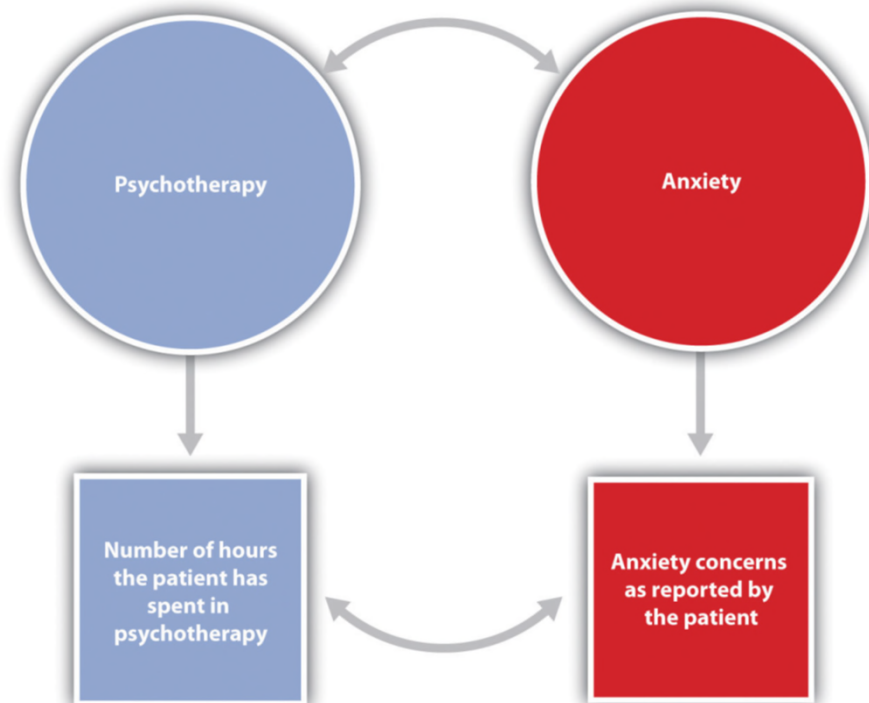 Psychotherapy
Anxiety
Number of hours
the patient has
spent in
psychotherapy
Anxiety concerns
as reported by
the patient